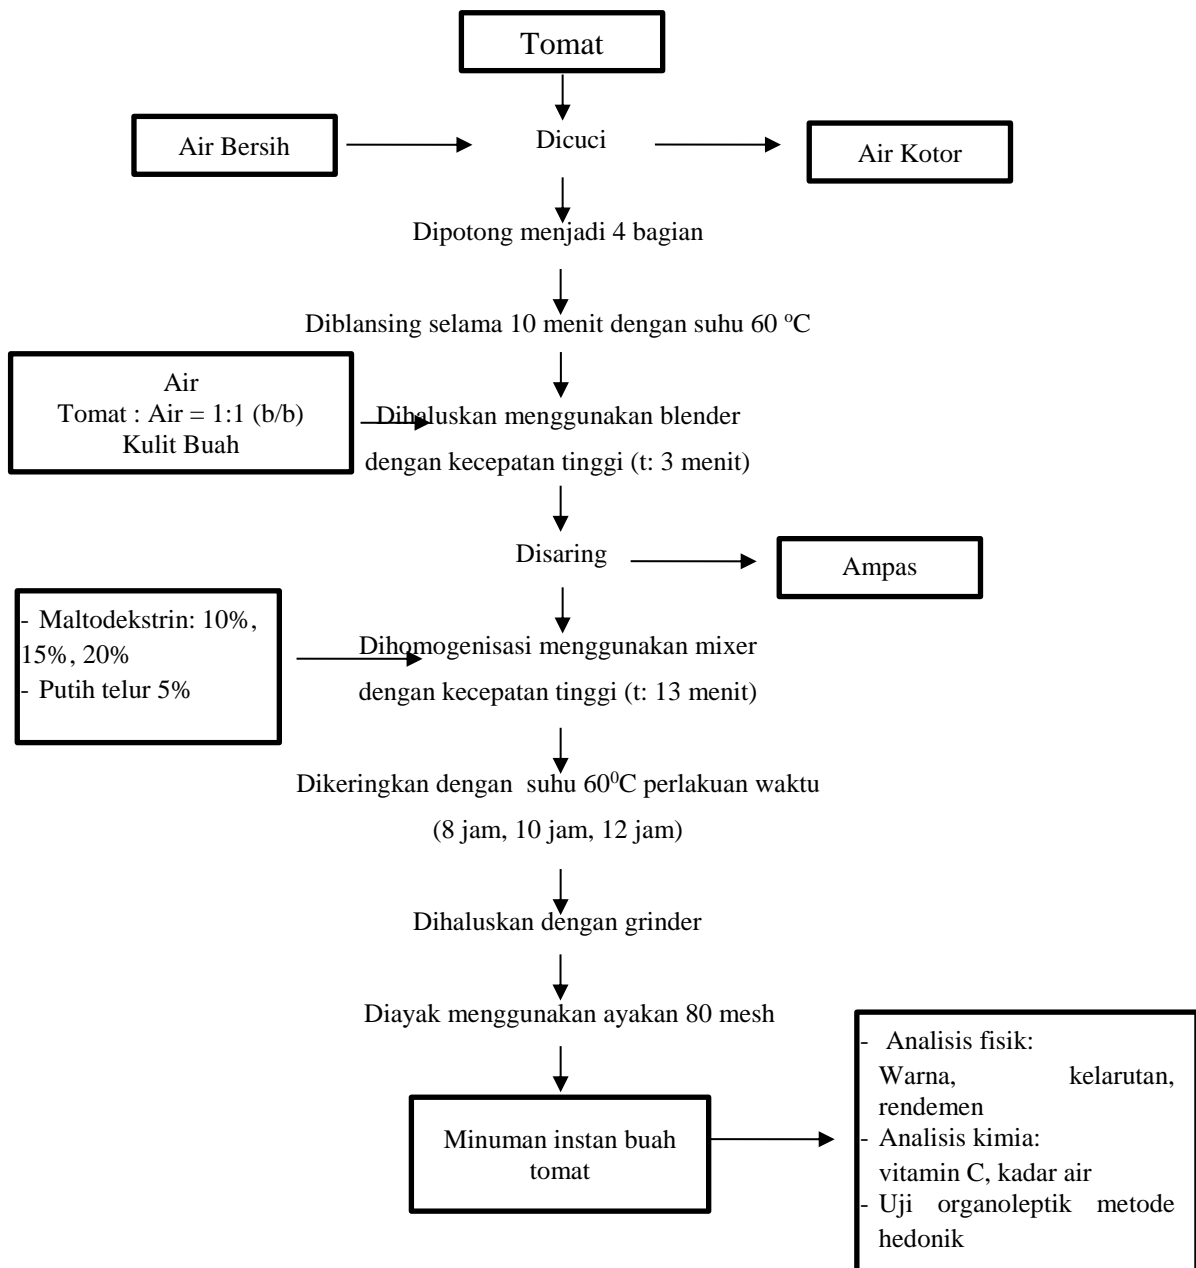 Tomat
Air Bersih
Dicuci
Air Kotor
Dipotong menjadi 4 bagian
Diblansing selama 10 menit dengan suhu 60 °C
Air
Tomat : Air = 1:1 (b/b)
Kulit Buah
Dihaluskan menggunakan blender
dengan kecepatan tinggi (t: 3 menit)
Disaring
Ampas
- Maltodekstrin: 10%,
15%, 20%
- Putih telur 5%
Dihomogenisasi menggunakan mixer
dengan kecepatan tinggi (t: 13 menit)
Dikeringkan dengan suhu 60⁰C perlakuan waktu
(8 jam, 10 jam, 12 jam)
Dihaluskan dengan grinder
Diayak menggunakan ayakan 80 mesh
Minuman instan buah
tomat
- Analisis fisik:
Warna, kelarutan,
rendemen
- Analisis kimia:
vitamin C, kadar air
- Uji organoleptik metode
hedonik